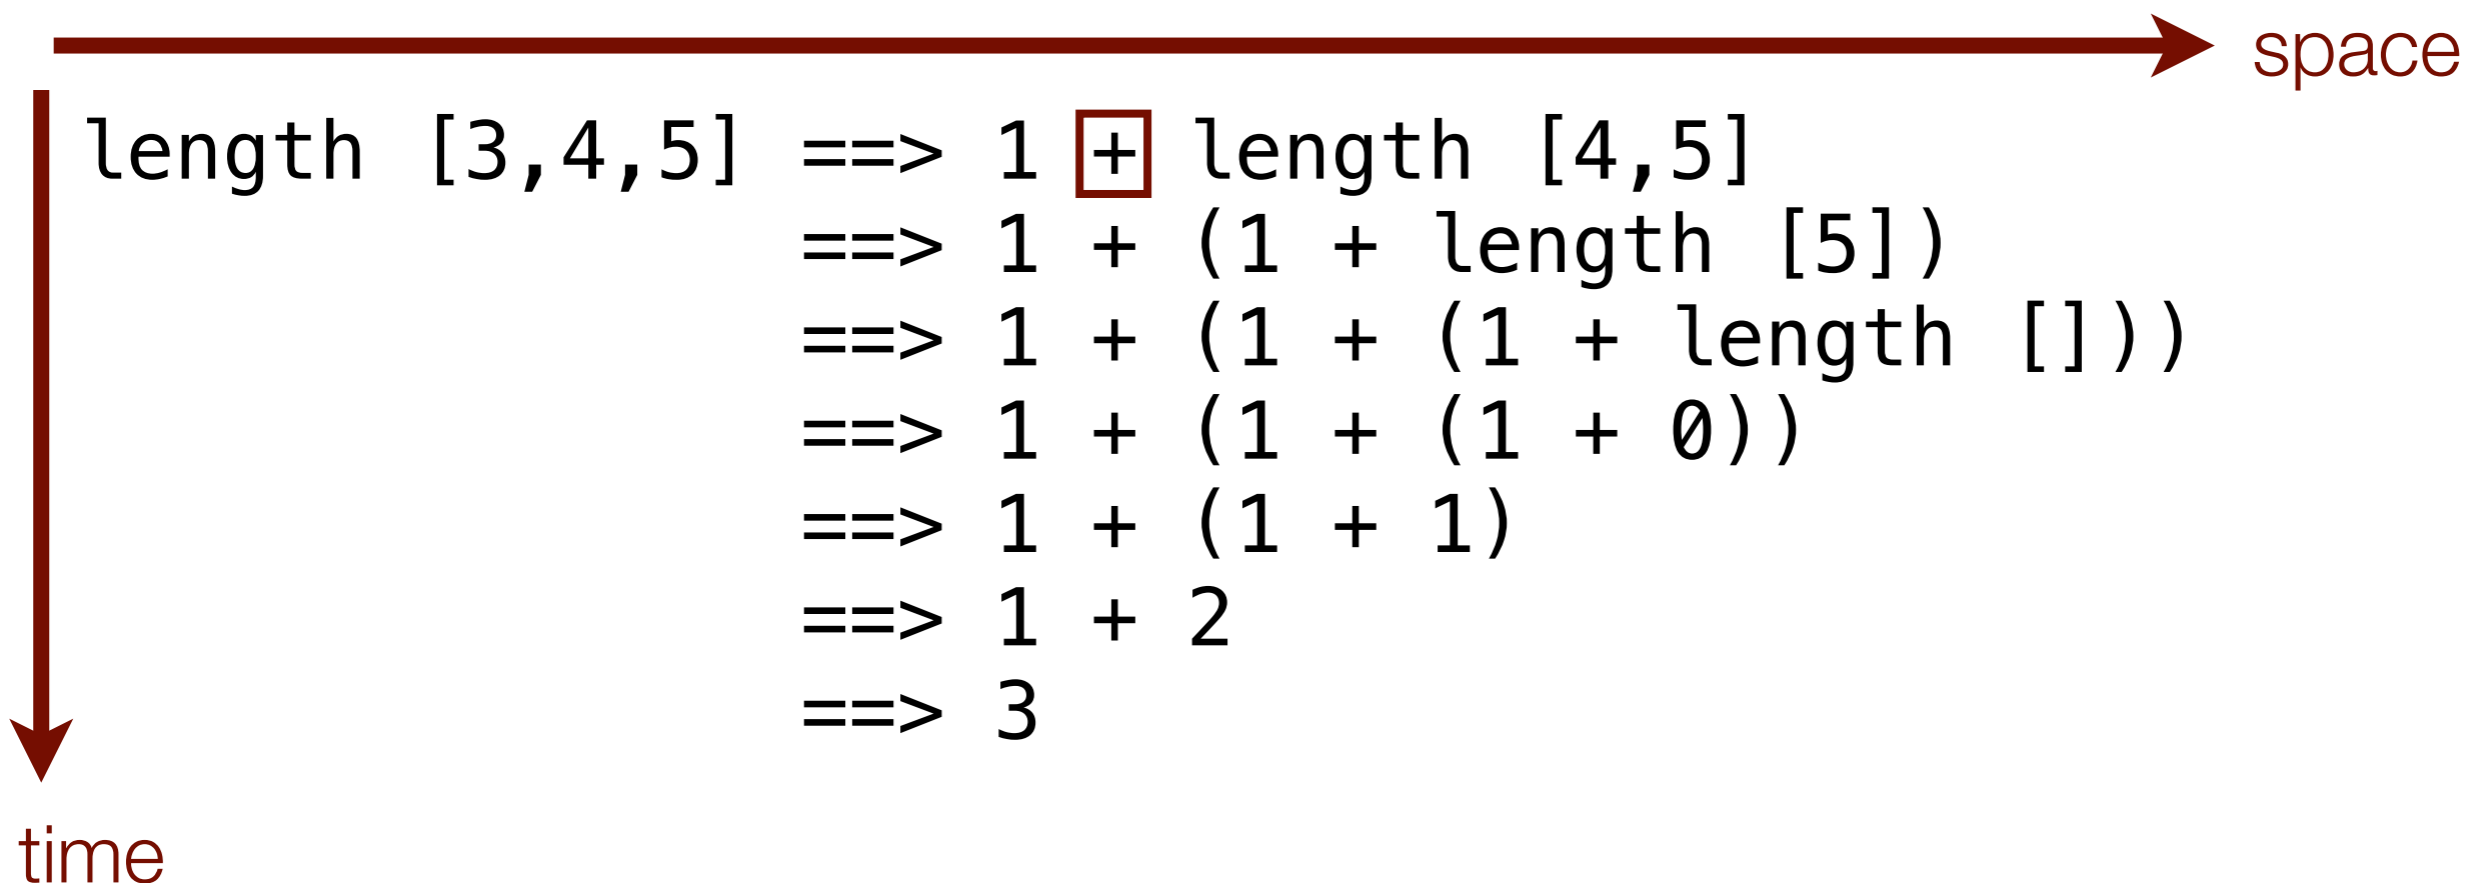 space
length [3,4,5] ==> 1 + length [4,5]
==> 1 + (1 + length [5])
==> 1 + (1 + (1 + length []))
==> 1 + (1 + (1 + 0))
==> 1 + (1 + 1)
==> 1 + 2
==> 3
time